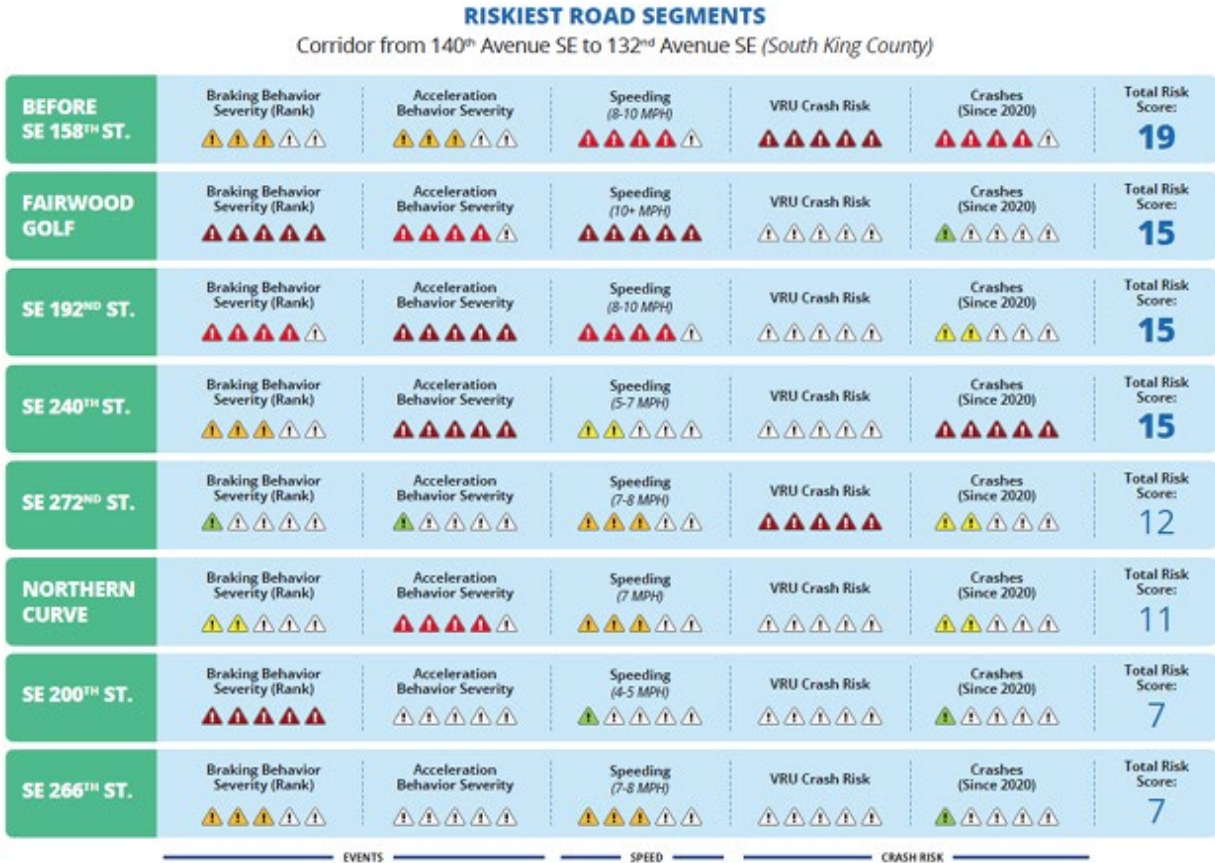 RISKIEST ROAD SEGMENTS
Corridor from 140th Avenue SE to 132nd Avenue SE (South King County)
BEFORE
SE 158TH ST.
Braking Behavior
Severity (Rank)
Acceleration
Behavior Severity
Speeding
(8-10 MPH)
VRU Crash Risk
Crashes
(Since 2020)
Total Risk
Score:
19
FAIRWOOD
GOLF
Braking Behavior
Severity (Rank)
Acceleration
Behavior Severity
Speeding
(10+ MPH)
VRU Crash Risk
Crashes
(Since 2020)
Total Risk
Score:
15
SE 192ND ST.
Braking Behavior
Severity (Rank)
Acceleration
Behavior Severity
Speeding
(8-10 MPH)
VRU Crash Risk
Crashes
(Since 2020)
Total Risk
Score:
15
SE 240TH ST.
Braking Behavior
Severity (Rank)
Acceleration
Behavior Severity
Speeding
(5-7 MPH)
VRU Crash Risk
Crashes
(Since 2020)
Total Risk
Score:
15
SE 272ND ST.
Braking Behavior
Severity (Rank)
Acceleration
Behavior Severity
Speeding
(7-8 MPH)
VRU Crash Risk
Crashes
(Since 2020)
Total Risk
Score:
12
NORTHERN
CURVE
Braking Behavior
Severity (Rank)
Acceleration
Behavior Severity
Speeding
(7 MPH)
VRU Crash Risk
Crashes
(Since 2020)
Total Risk
Score:
11
SE 200TH ST.
Braking Behavior
Severity (Rank)
Acceleration
Behavior Severity
Speeding
(4-5 MPH)
VRU Crash Risk
Crashes
(Since 2020)
Total Risk
Score:
7
SE 266TH ST.
Braking Behavior
Severity (Rank)
Acceleration
Behavior Severity
Speeding
(7-8 MPH)
VRU Crash Risk
Crashes
(Since 2020)
Total Risk
Score:
7
EVENTS
SPEED
CRASH RISK